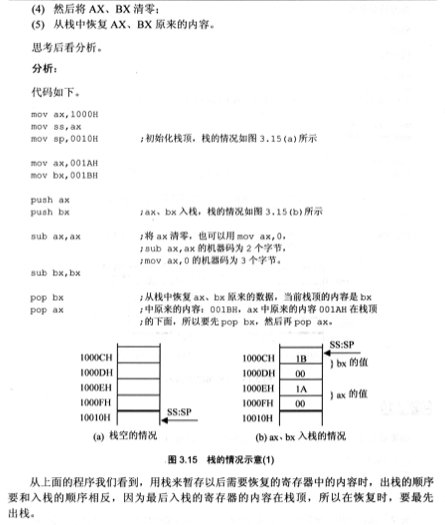 (4) 然后将 AX、BX 清零；
(5) 从栈中恢复 AX、BX 原来的内容。
思考后看分析。
分析：
代码如下。
mov ax,1000H
mov ss,ax
mov sp,0010H ;初始化栈顶，栈的情况如图 3.15(a)所示
mov ax,001AH
mov bx,001BH
push ax
push bx ;ax、bx 入栈，栈的情况如图 3.15(b)所示
sub ax,ax ;将 ax 清零，也可以用 mov ax,0，
;sub ax,ax 的机器码为 2 个字节，
;mov ax,0 的机器码为 3 个字节。
sub bx,bx
pop bx ;从栈中恢复 ax、bx 原来的数据，当前栈顶的内容是 bx
pop ax ;中原来的内容：001BH，ax 中原来的内容 001AH 在栈顶
;的下面，所以要先 pop bx，然后再 pop ax。
1000CH
1000DH
1000EH
1000FH
10010H SS:SP
(a) 栈空的情况
SS:SP
1000CH 1B } bx 的值
1000DH 00
1000EH 1A } ax 的值
1000FH 00
10010H
(b) ax、bx 入栈的情况
图 3.15 栈的情况示意(1)
从上面的程序我们看到，用栈来暂存以后需要恢复的寄存器中的内容时，出栈的顺序
要和入栈的顺序相反，因为最后入栈的寄存器的内容在栈顶，所以在恢复时，要最先
出栈。